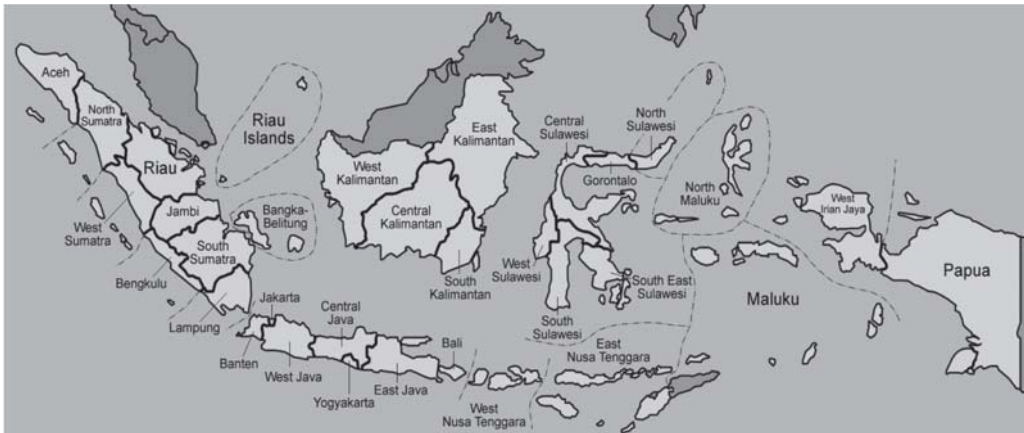 Aceh
North
Sumatra
Riau
Islands
Riau
West
Sumatra
Jambi
Bangka-
Belitung
South
Sumatra
Bengkulu
Lampung
Jakarta
Banten
West Java
Central
Java
Yogyakarta
East Java
Bali
West
Nusa Tenggara
East
Nusa Tenggara
West
Kalimantan
Central
Kalimantan
East
Kalimantan
South
Kalimantan
Central
Sulawesi
North
Sulawesi
Gorontalo
West
Sulawesi
South
Sulawesi
South East
Sulawesi
North
Maluku
Maluku
West
Irian Jaya
Papua